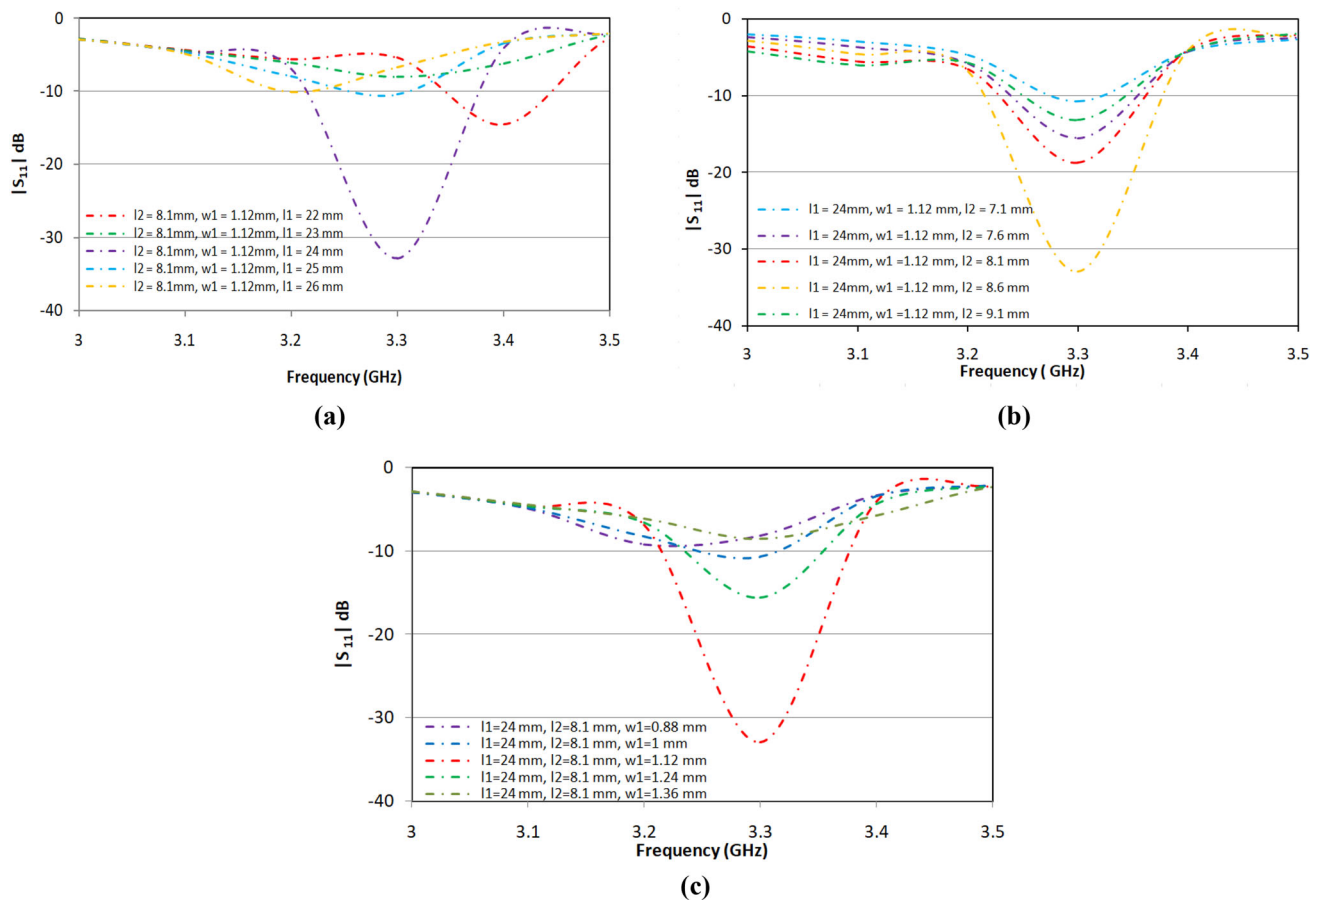 0
-10
-20
-30
-40
|S11| dB
l2 = 8.1mm, w1 = 1.12mm, l1 = 22 mm
l2 = 8.1mm, w1 = 1.12mm, l1 = 23 mm
l2 = 8.1mm, w1 = 1.12mm, l1 = 24 mm
l2 = 8.1mm, w1 = 1.12mm, l1 = 25 mm
l2 = 8.1mm, w1 = 1.12mm, l1 = 26 mm
3 3.1 3.2 3.3 3.4 3.5
Frequency (GHz)
(a)
0
-10
-20
-30
-40
|S 11| dB
l1 = 24mm, w1 = 1.12 mm, l2 = 7.1 mm
l1 = 24mm, w1 =1.12 mm, l2 = 7.6 mm
l1 = 24mm, w1 =1.12 mm, l2 = 8.1 mm
l1 = 24mm, w1 =1.12 mm, l2 = 8.6 mm
l1 = 24mm, w1 =1.12 mm, l2 = 9.1 mm
3 3.1 3.2 3.3 3.4 3.5
Frequency ( GHz)
(b)
0
-10
-20
-30
-40
|S 11| dB
l1=24 mm, l2=8.1 mm, w1=0.88 mm
l1=24 mm, l2=8.1 mm, w1=1 mm
l1=24 mm, l2=8.1 mm, w1=1.12 mm
l1=24 mm, l2=8.1 mm, w1=1.24 mm
l1=24 mm, l2=8.1 mm, w1=1.36 mm
3 3.1 3.2 3.3 3.4 3.5
Frequency (GHz)
(c)